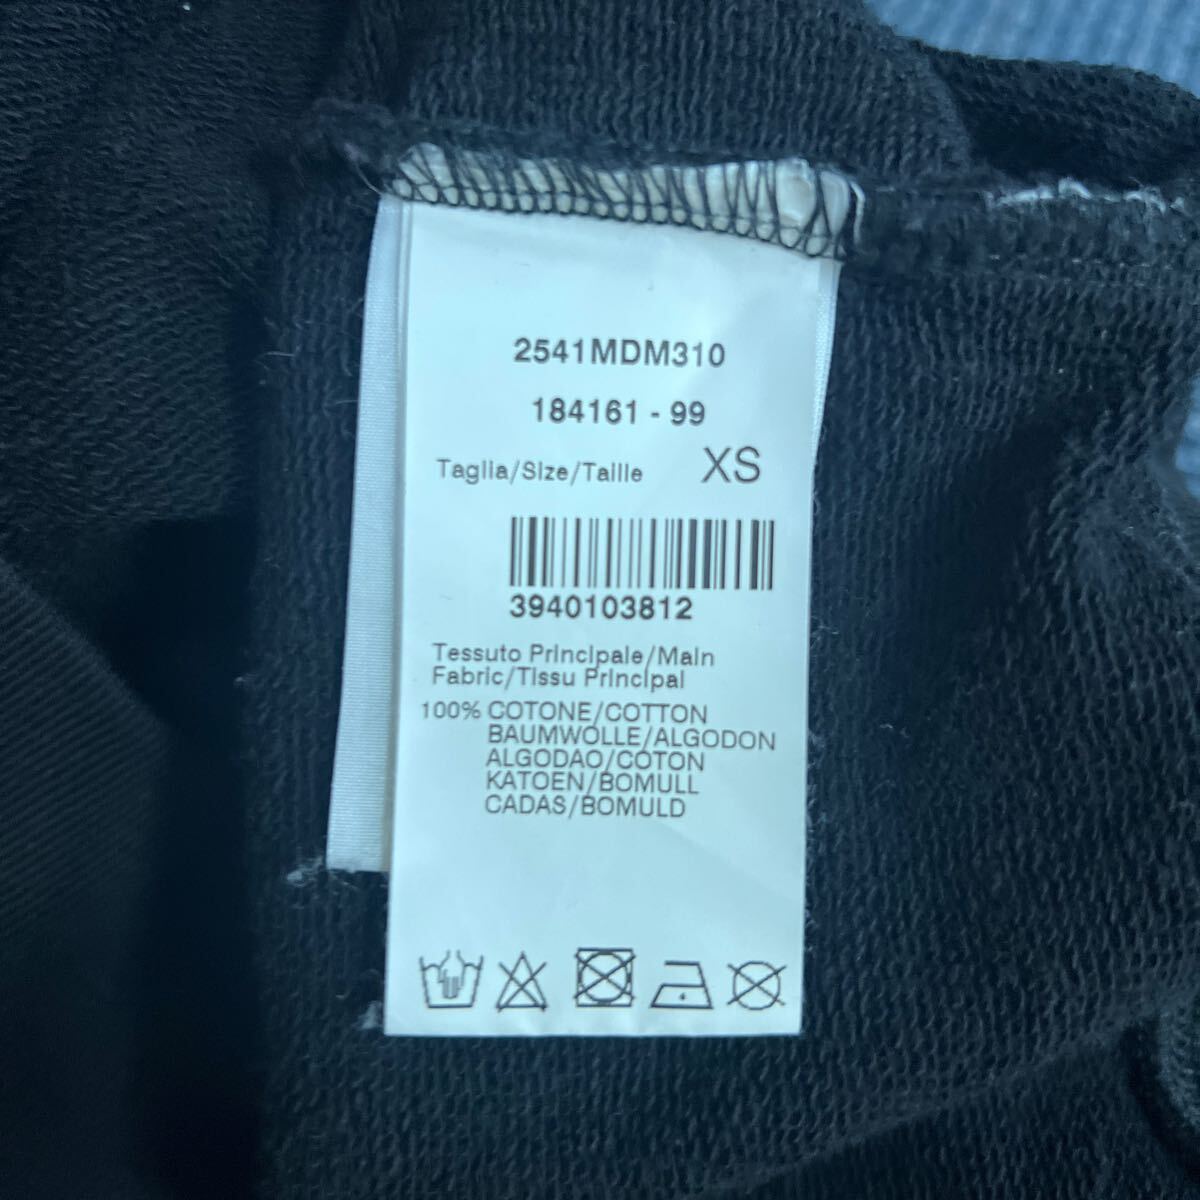 2541MDM310
184161 - 99
Taglia/Size/Taille XS
3940103812
Tessuto Principale/Main
Fabric/Tissu Principal
100% COTONE/COTTON
BAUMWOLLE/ALGODON
ALGODAO/COTON
KATOEN/BOMULL
CADAS/BOMULD